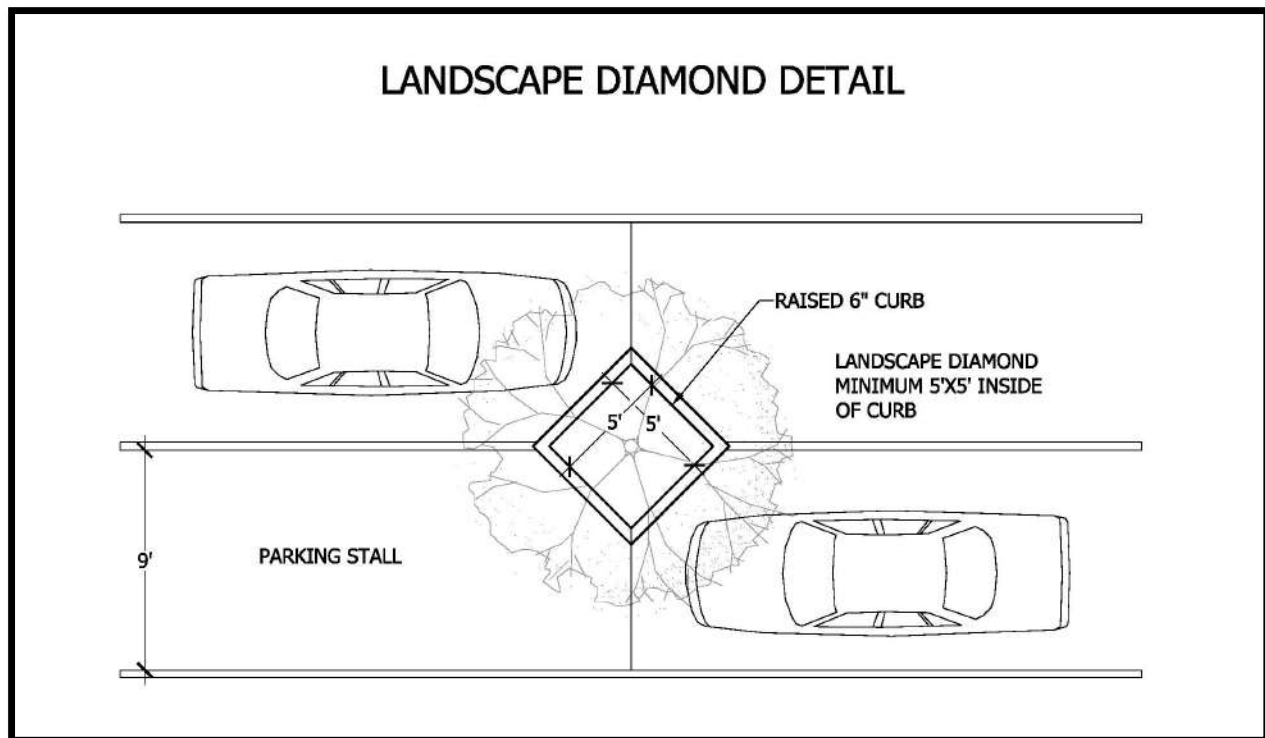 LANDSCAPE DIAMOND DETAIL
RAISED 6" CURB
LANDSCAPE DIAMOND
MINIMUM 5'X5' INSIDE
OF CURB
5' 5'
9'
PARKING STALL